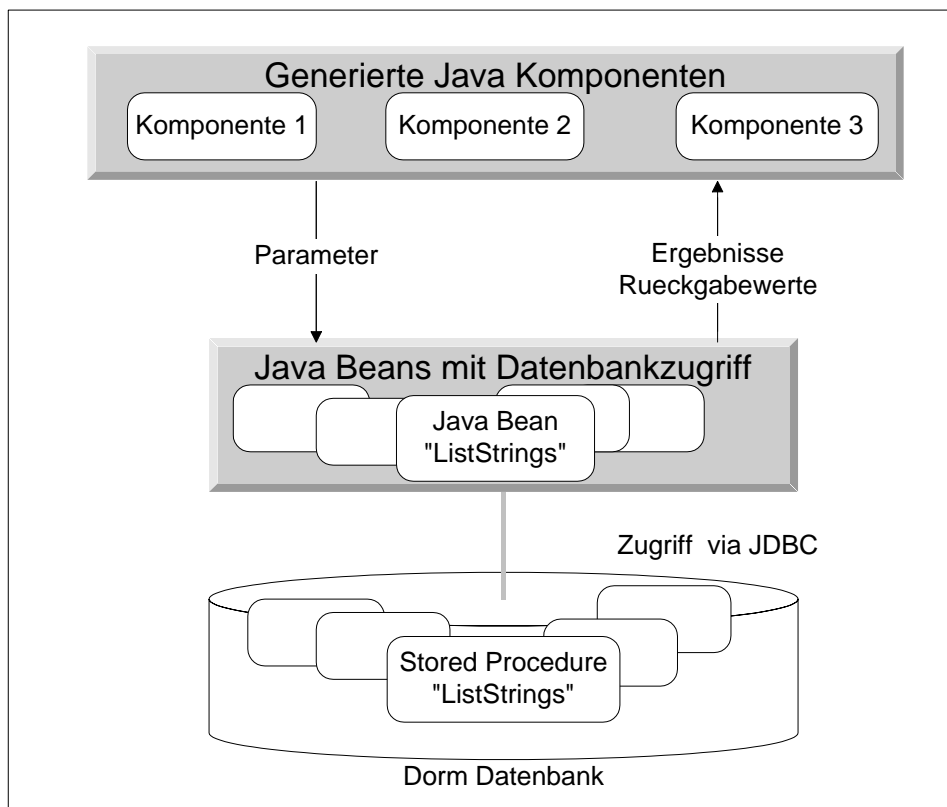 Generierte Java Komponenten
Komponente 1
Komponente 2
Komponente 3
Parameter
Ergebnisse
Rueckgabewerte
Java Beans mit Datenbankzugriff
Java Bean
"ListStrings"
Zugriff via JDBC
Stored Procedure
"ListStrings"
Dorm Datenbank